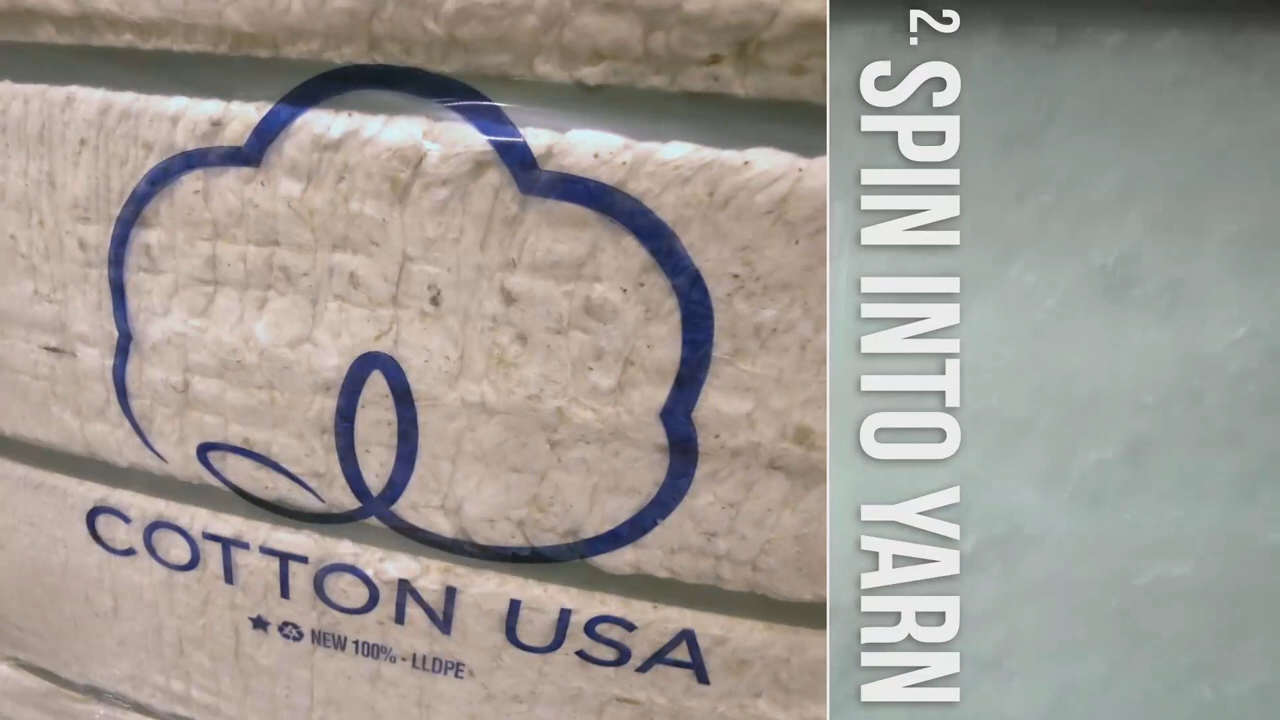 COTTON USA
NEW 100% - LLDPE
2. SPIN INTO YARN